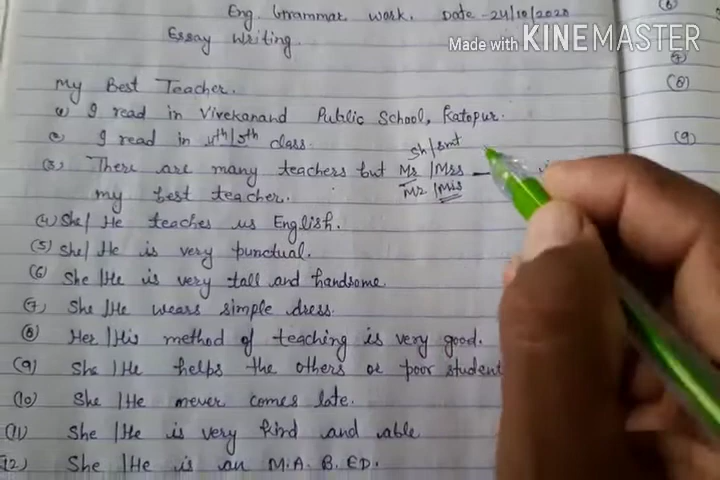 Eng. Grammar work. Date - 24/10/2020
Essay writing.
Made with KINEMASTER
My Best Teacher.
I read in Vivekanand Public School, Ratopur.
I read in 4th/5th class.
Sh/Smt
(3) There are many teachers but Ms /Mrs —
Mr /Mis
my best teacher.
(4) She/ He teaches us English.
(5) She/ He is very punctual.
(6) She/He is very tall and handsome
(7) She /He wears simple dress.
(8) Her / His method of teaching is very good.
(9) She /He helps the others or poor student
(10) She / He never comes late.
(11) She /He is very kind and able
12) She /He is an M.A. B.ED.
(8)
(9)